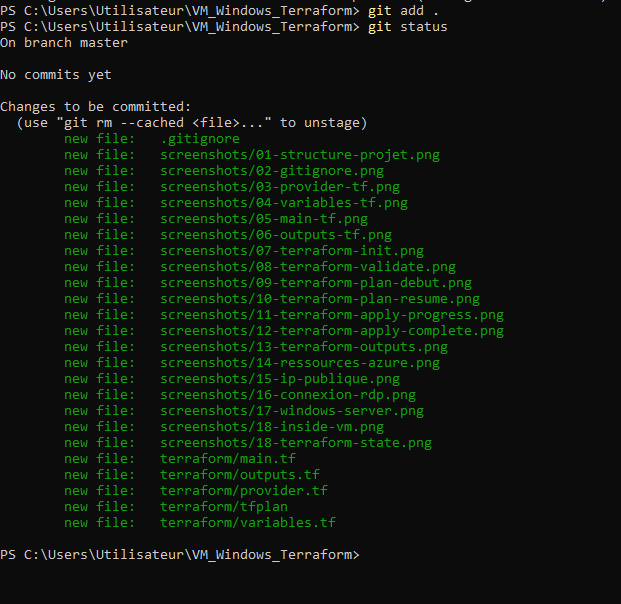 PS C:\Users\Utilisateur\VM_Windows_Terraform> git add .
PS C:\Users\Utilisateur\VM_Windows_Terraform> git status
On branch master

No commits yet

Changes to be committed:
  (use "git rm --cached <file>..." to unstage)
        new file:   .gitignore
        new file:   screenshots/01-structure-projet.png
        new file:   screenshots/02-gitignore.png
        new file:   screenshots/03-provider-tf.png
        new file:   screenshots/04-variables-tf.png
        new file:   screenshots/05-main-tf.png
        new file:   screenshots/06-outputs-tf.png
        new file:   screenshots/07-terraform-init.png
        new file:   screenshots/08-terraform-validate.png
        new file:   screenshots/09-terraform-plan-debut.png
        new file:   screenshots/10-terraform-plan-resume.png
        new file:   screenshots/11-terraform-apply-progress.png
        new file:   screenshots/12-terraform-apply-complete.png
        new file:   screenshots/13-terraform-outputs.png
        new file:   screenshots/14-ressources-azure.png
        new file:   screenshots/15-ip-publique.png
        new file:   screenshots/16-connexion-rdp.png
        new file:   screenshots/17-windows-server.png
        new file:   screenshots/18-inside-vm.png
        new file:   screenshots/18-terraform-state.png
        new file:   terraform/main.tf
        new file:   terraform/outputs.tf
        new file:   terraform/provider.tf
        new file:   terraform/tfplan
        new file:   terraform/variables.tf

PS C:\Users\Utilisateur\VM_Windows_Terraform>